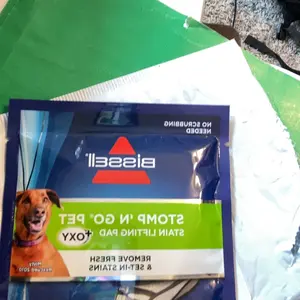 NO SCRUBBING
NEEDED
BISSELL
STOMP 'N GO PET
STAIN LIFTING PAD
+OXY
REMOVE FRESH
& SET-IN STAINS